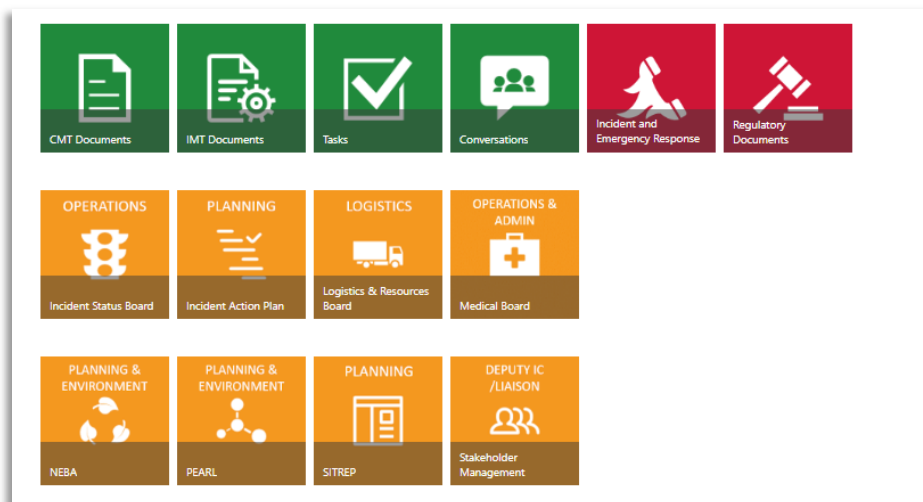 CMT Documents
IMT Documents
Tasks
Conversations
Incident and
Emergency Response
Regulatory
Documents
OPERATIONS
Incident Status Board
PLANNING
Incident Action Plan
LOGISTICS
Logistics & Resources
Board
OPERATIONS &
ADMIN
Medical Board
PLANNING &
ENVIRONMENT
NEBA
PLANNING &
ENVIRONMENT
PEARL
PLANNING
SITREP
DEPUTY IC
/LIAISON
Stakeholder
Management